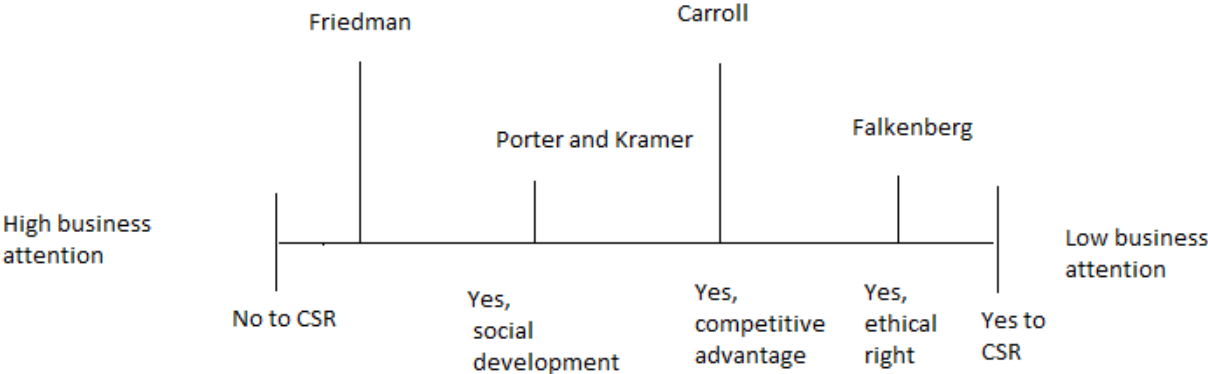 Friedman
Carroll
Porter and Kramer
Falkenberg
High business
attention
Low business
attention
No to CSR
Yes,
social
development
Yes,
competitive
advantage
Yes,
ethical
right
Yes to
CSR